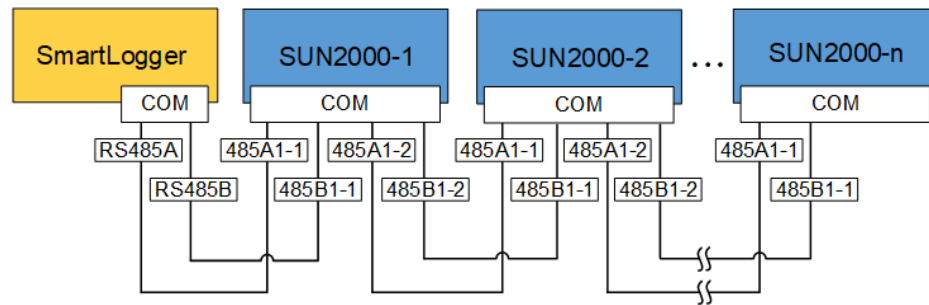 SmartLogger
SUN2000-1
SUN2000-2
...
SUN2000-n
COM
COM
COM
COM
RS485A
485A1-1
485A1-2
485A1-1
485A1-2
485A1-1
RS485B
485B1-1
485B1-2
485B1-1
485B1-2
485B1-1